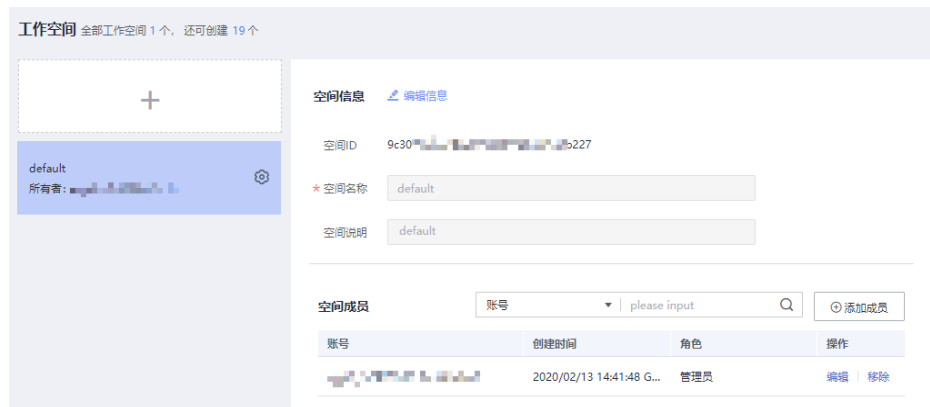 工作空间 全部工作空间 1 个， 还可创建 19 个
default
所有者：
空间信息 编辑信息
空间ID 9c30 b227
* 空间名称 default
空间说明 default
空间成员 账号 please input 添加成员
账号 创建时间 角色 操作
2020/02/13 14:41:48 G... 管理员 编辑 移除